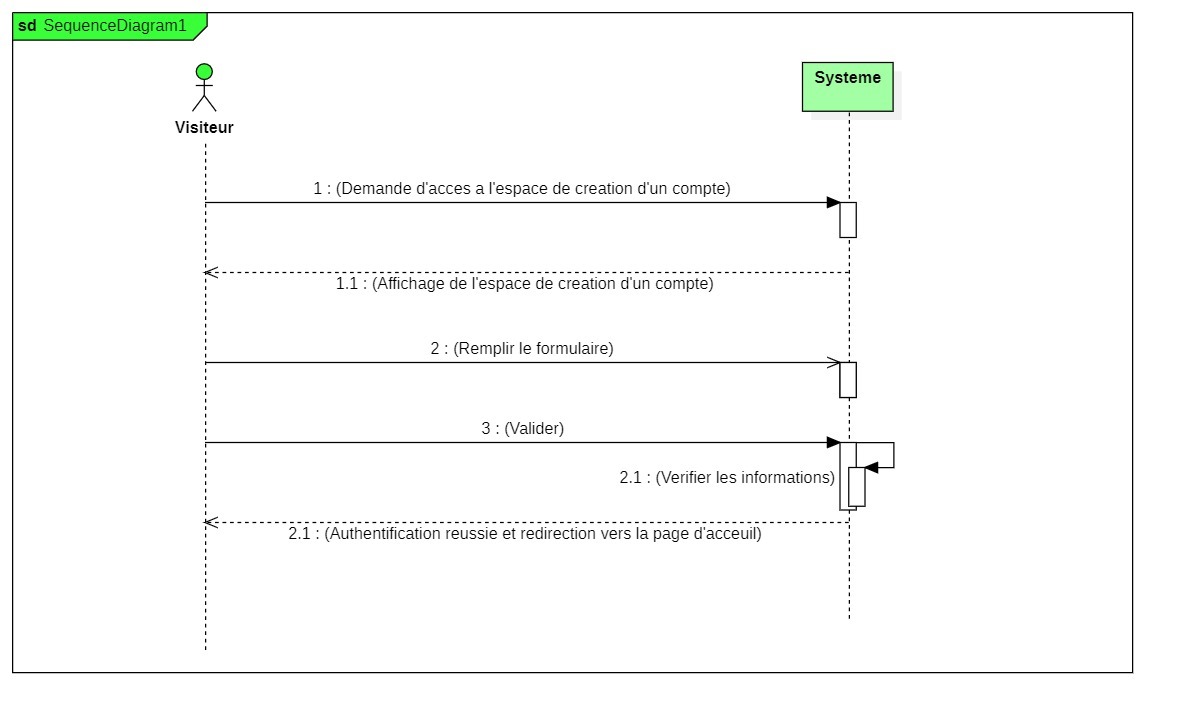 sd SequenceDiagram1
Systeme
Visiteur
1 : (Demande d'acces a l'espace de creation d'un compte)
1.1 : (Affichage de l'espace de creation d'un compte)
2 : (Remplir le formulaire)
3 : (Valider)
2.1 : (Verifier les informations)
2.1 : (Authentification reussie et redirection vers la page d'acceuil)